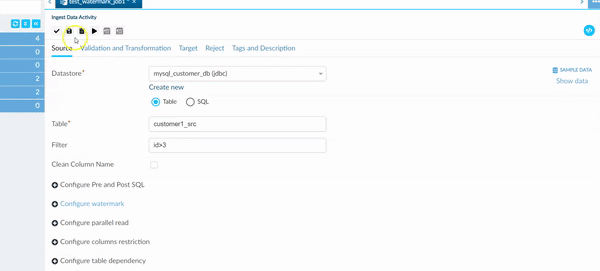 test_watermark_job1 *
Ingest Data Activity
4
0
0
2
2
0
Source Validation and Transformation Target Reject Tags and Description
Datastore*
mysql_customer_db (jdbc)
Create new
Table SQL
SAMPLE DATA
Show data
Table*
customer1_src
Filter
id>3
Clean Column Name
Configure Pre and Post SQL
Configure watermark
Configure parallel read
Configure columns restriction
Configure table dependency